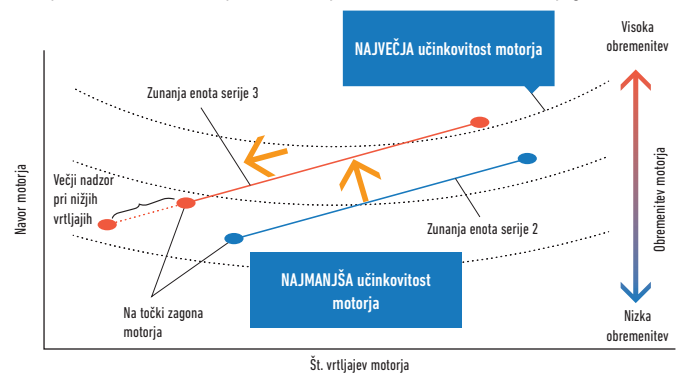 NAJVEČJA učinkovitost motorja
Visoka
obremenitev
Zunanja enota serije 3
Večji nadzor
pri nižjih
vrtljajih
Navor motorja
Obremenitev motorja
Zunanja enota serije 2
NAJMANJŠA učinkovitost
motorja
Na točki zagona
motorja
Nizka
obremenitev
Št. vrtljajev motorja